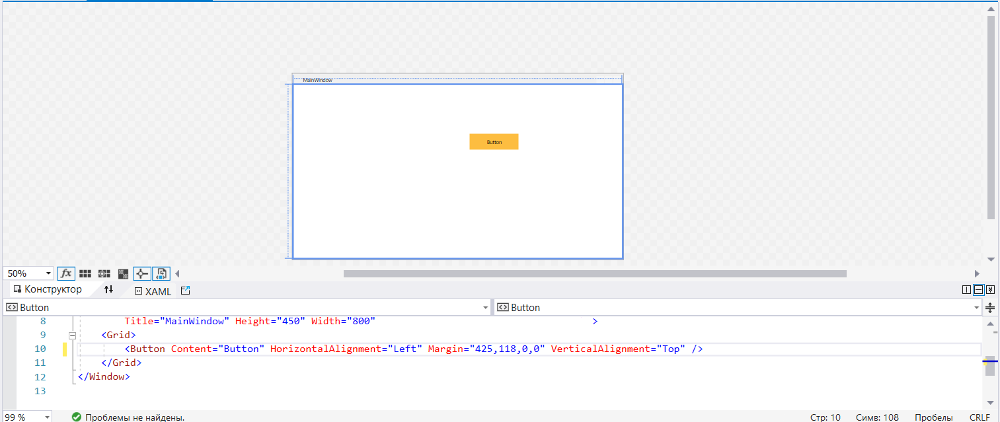 MainWindow
Button
50%
fx
Конструктор
XAML
Button
Button
8 Title="MainWindow" Height="450" Width="800" >
9 <Grid>
10 <Button Content="Button" HorizontalAlignment="Left" Margin="425,118,0,0" VerticalAlignment="Top" />
11 </Grid>
12 </Window>
13
99 %
Проблемы не найдены.
Стр: 10
Симв: 108
Пробелы
CRLF